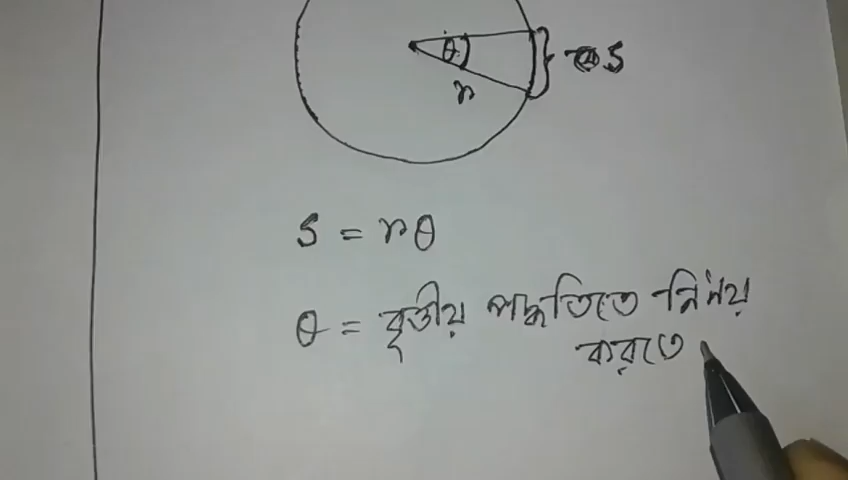 θ
S
r
S = rθ
θ = বৃত্তীয় পদ্ধতিতে নির্ণয়
করতে